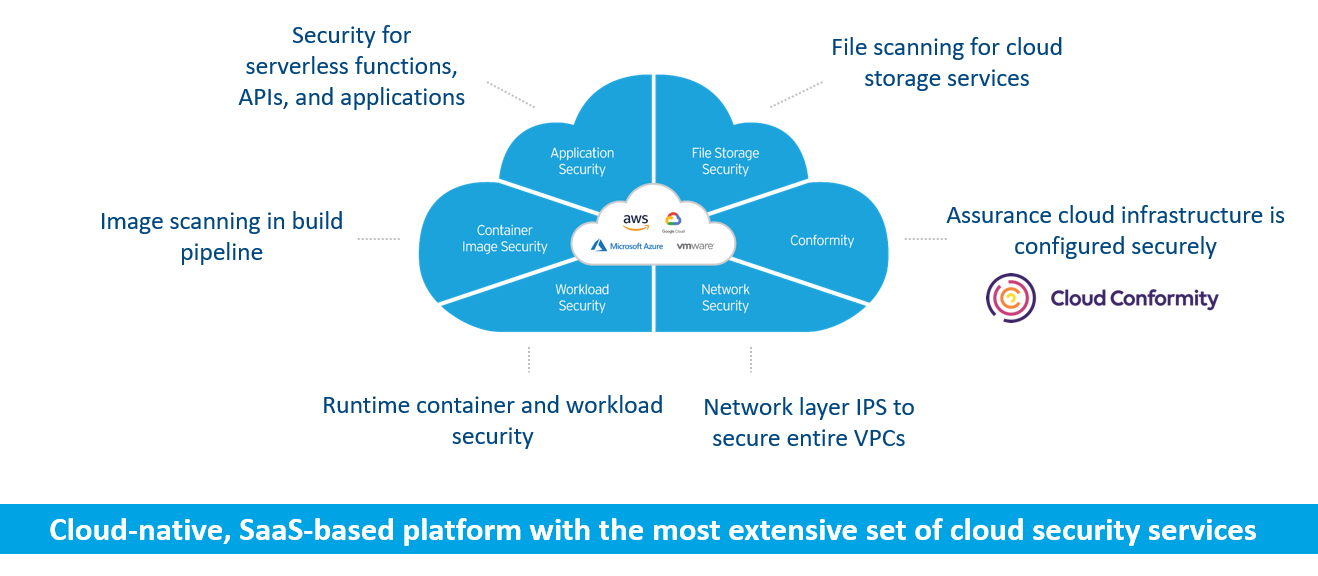 Security for
serverless functions,
APIs, and applications
File scanning for cloud
storage services
Application
Security
File Storage
Security
Image scanning in build
pipeline
Container
Image Security
aws
Google Cloud
Microsoft Azure
vmware
Conformity
Assurance cloud infrastructure is
configured securely
Cloud Conformity
Workload
Security
Network
Security
Runtime container and workload
security
Network layer IPS to
secure entire VPCs
Cloud-native, SaaS-based platform with the most extensive set of cloud security services